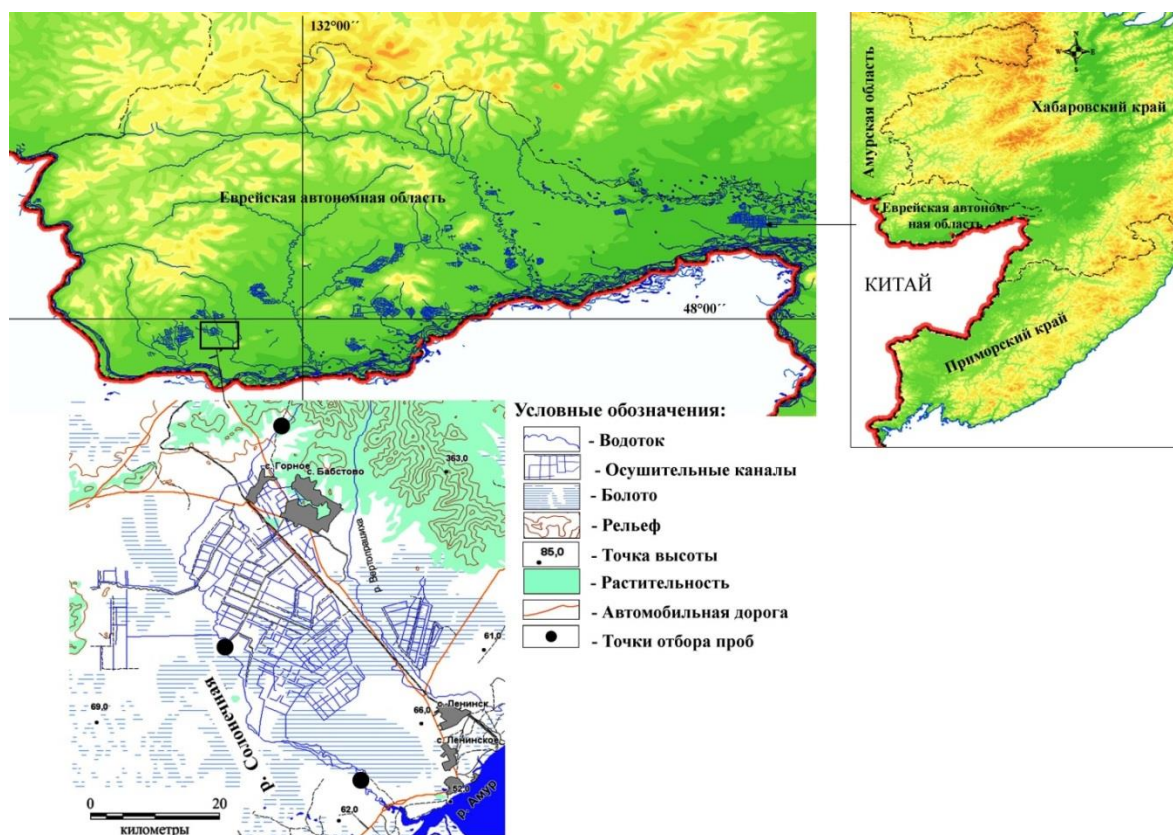 132°00´´
Еврейская автономная область
48°00´´
N
W
E
S
Амурская область
Хабаровский край
Еврейская автоном
ная область
КИТАЙ
Приморский край
с. Горное
с. Бабстово
363,0
р. Вертопрашиха
61,0
69,0
р. Солонечная
с. Ленинск
66,0
с. Ленинское
52,0
р. Амур
62,0
0
20
километры
Условные обозначения:
- Водоток
- Осушительные каналы
- Болото
- Рельеф
85,0
- Точка высоты
- Растительность
- Автомобильная дорога
- Точки отбора проб